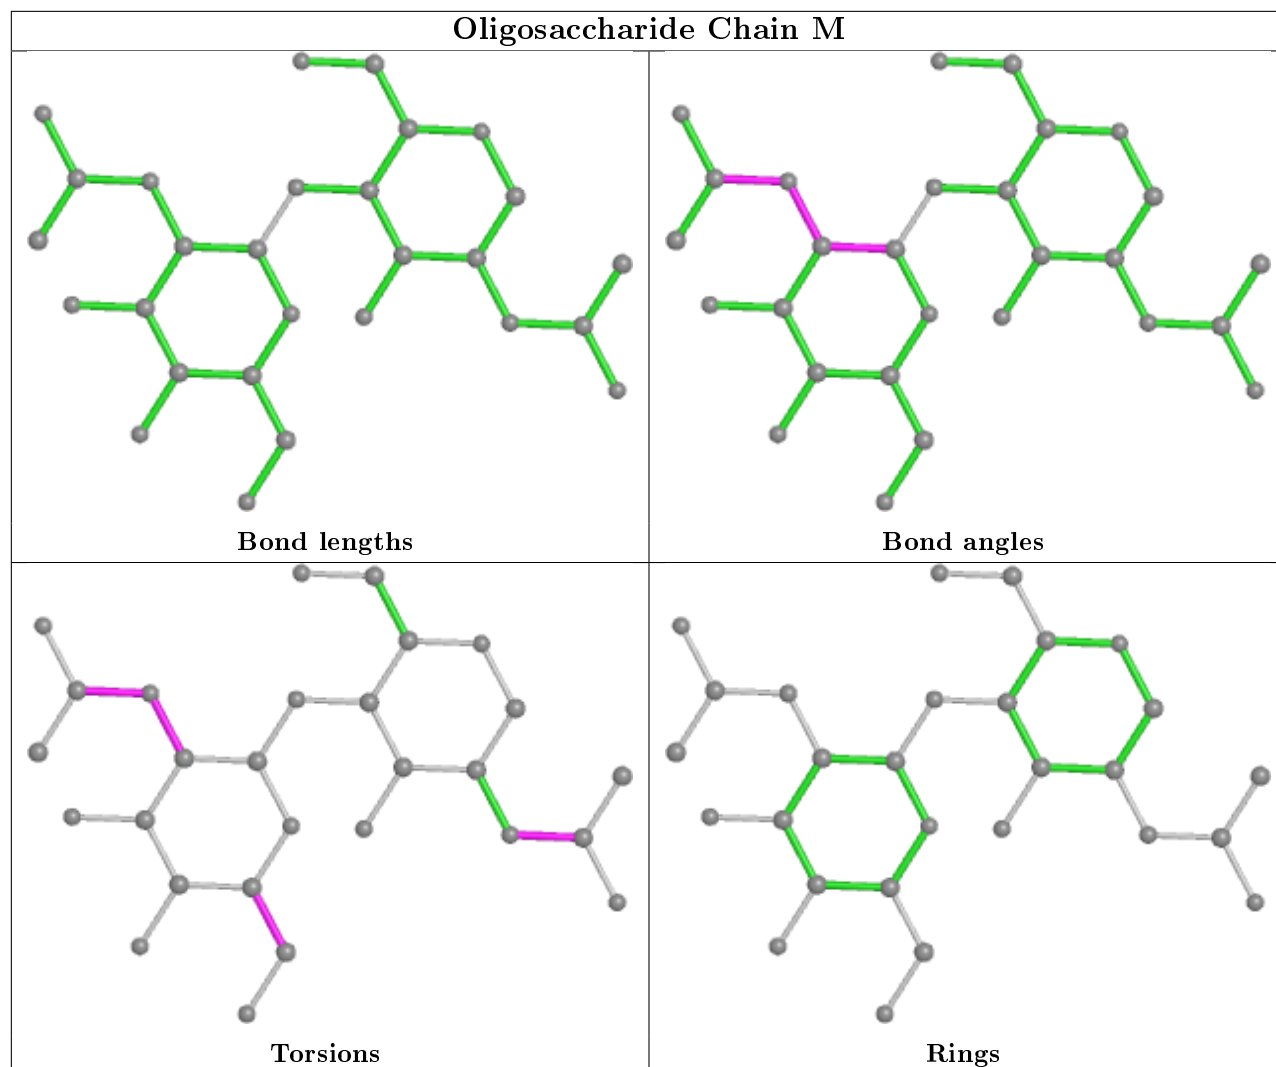 Oligosaccharide Chain M
Bond lengths
Bond angles
Torsions
Rings